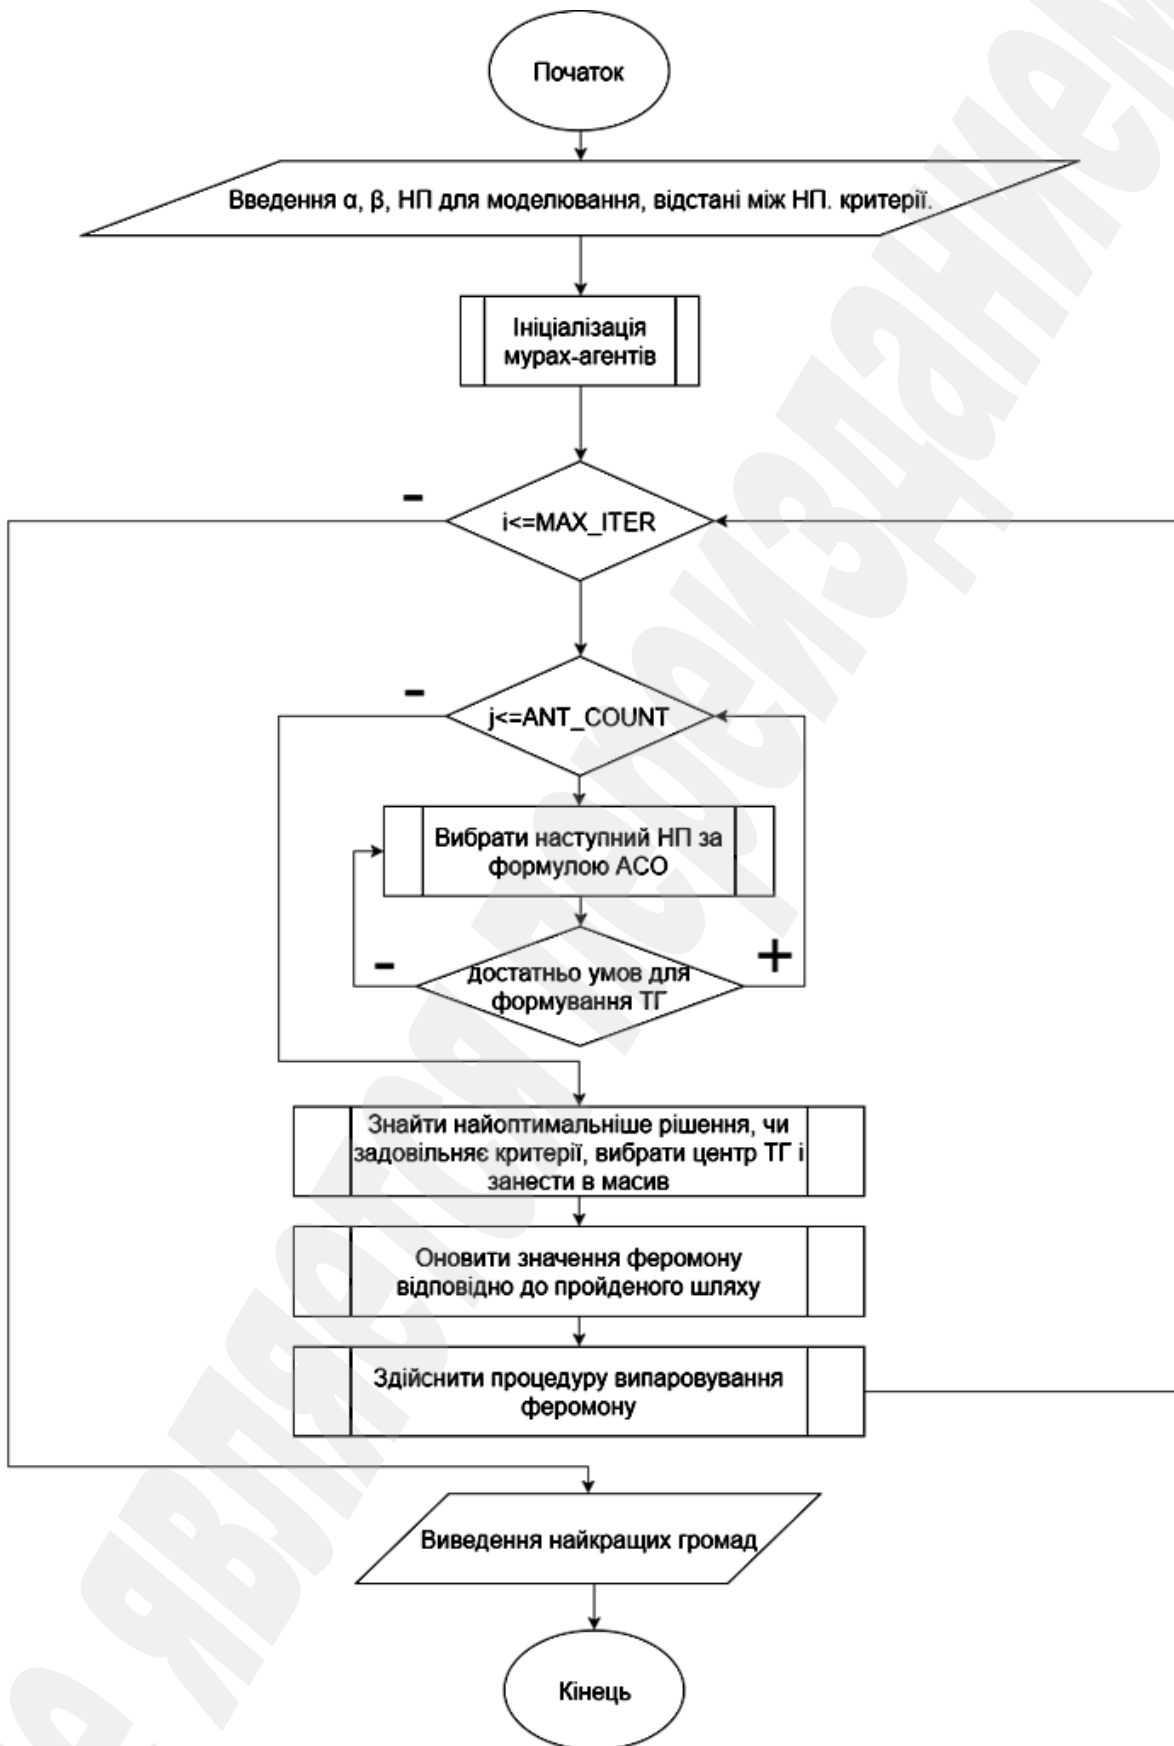 Початок
Введення α, β, НП для моделювання, відстані між НП. критерії.
Ініціалізація
мурах-агентів
-
i<=MAX_ITER
-
j<=ANT_COUNT
Вибрати наступний НП за
формулою АСО
-
+
достатньо умов для
формування ТГ
Знайти найоптимальніше рішення, чи
задовільняє критерії, вибрати центр ТГ і
занести в масив
Оновити значення феромону
відповідно до пройденого шляху
Здійснити процедуру випаровування
феромону
Виведення найкращих громад
Кінець
является переизданием